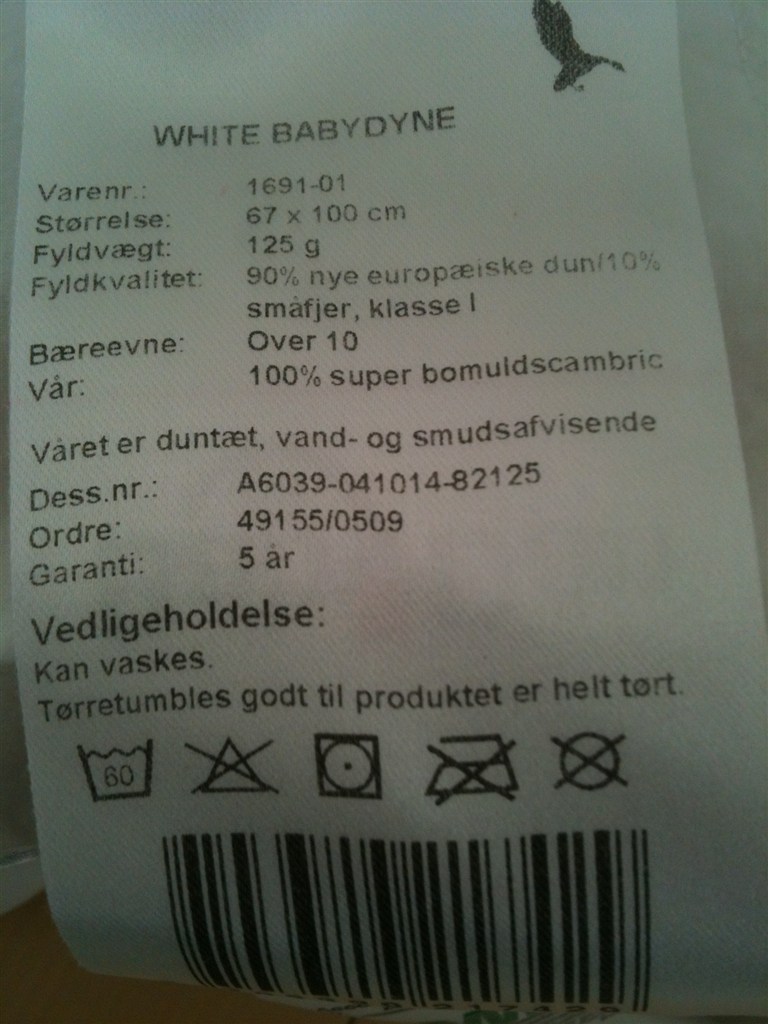 WHITE BABYDYNE
Varenr.: 1691-01
Størrelse: 67 x 100 cm
Fyldvægt: 125 g
Fyldkvalitet: 90% nye europæiske dun/10%
småfjer, klasse I
Bæreevne: Over 10
Vår: 100% super bomuldscambric
Våret er duntæt, vand- og smudsafvisende
Dess.nr.: A6039-041014-82125
Ordre: 49155/0509
Garanti: 5 år
Vedligeholdelse:
Kan vaskes.
Tørretumbles godt til produktet er helt tørt.
60